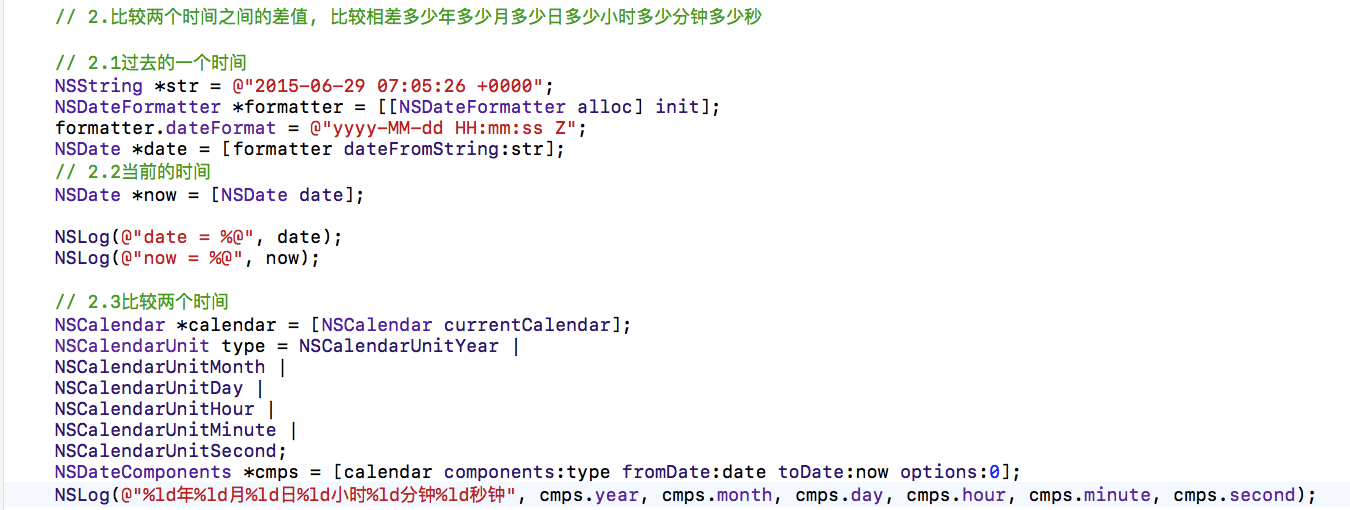 // 2.比较两个时间之间的差值, 比较相差多少年多少月多少日多少小时多少分钟多少秒
// 2.1过去的一个时间
NSString *str = @"2015-06-29 07:05:26 +0000";
NSDateFormatter *formatter = [[NSDateFormatter alloc] init];
formatter.dateFormat = @"yyyy-MM-dd HH:mm:ss Z";
NSDate *date = [formatter dateFromString:str];
// 2.2当前的时间
NSDate *now = [NSDate date];
NSLog(@"date = %@", date);
NSLog(@"now = %@", now);
// 2.3比较两个时间
NSCalendar *calendar = [NSCalendar currentCalendar];
NSCalendarUnit type = NSCalendarUnitYear |
NSCalendarUnitMonth |
NSCalendarUnitDay |
NSCalendarUnitHour |
NSCalendarUnitMinute |
NSCalendarUnitSecond;
NSDateComponents *cmps = [calendar components:type fromDate:date toDate:now options:0];
NSLog(@"%ld年%ld月%ld日%ld小时%ld分钟%ld秒钟", cmps.year, cmps.month, cmps.day, cmps.hour, cmps.minute, cmps.second);